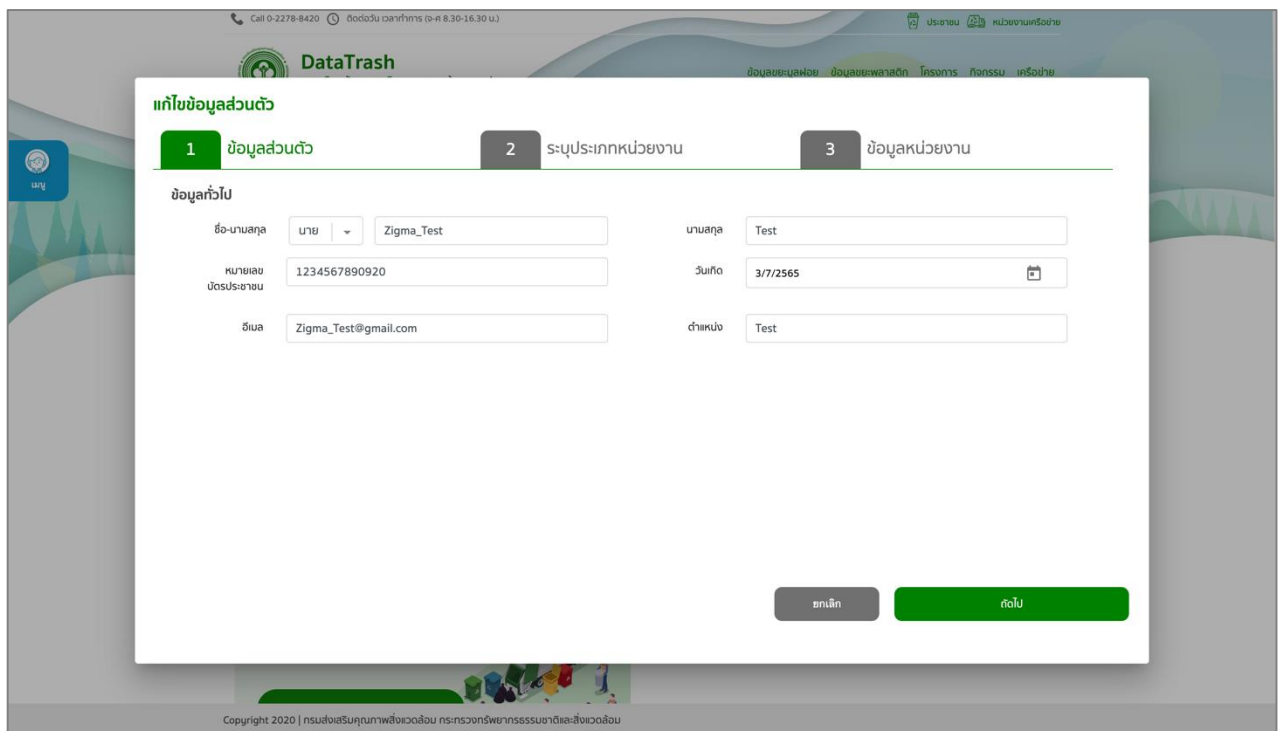 Call 0-2278-8420 ติดต่อวัน เวลาทำการ (จ-ศ 8.30-16.30 น.) ประชาชน หน่วยงานเครือข่าย
DataTrash
ข้อมูลขยะมูลฝอย ข้อมูลขยะพลาสติก โครงการ กิจกรรม เครือข่าย
แก้ไขข้อมูลส่วนตัว
1 ข้อมูลส่วนตัว 2 ระบุประเภทหน่วยงาน 3 ข้อมูลหน่วยงาน
เมนู
ข้อมูลทั่วไป
ชื่อ-นามสกุล นาย Zigma_Test นามสกุล Test
หมายเลข
บัตรประชาชน 1234567890920 วันเกิด 3/7/2565
อีเมล Zigma_Test@gmail.com ตำแหน่ง Test
ยกเลิก ถัดไป
Copyright 2020 | กรมส่งเสริมคุณภาพสิ่งแวดล้อม กระทรวงทรัพยากรธรรมชาติและสิ่งแวดล้อม